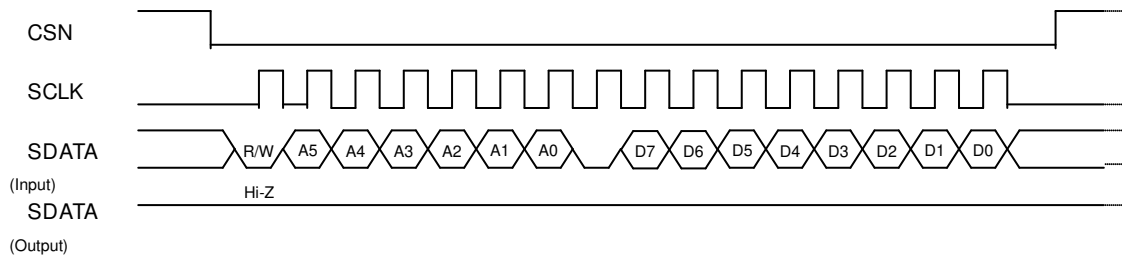 CSN
SCLK
SDATA R/W A5 A4 A3 A2 A1 A0 D7 D6 D5 D4 D3 D2 D1 D0
(Input)
Hi-Z
SDATA
(Output)